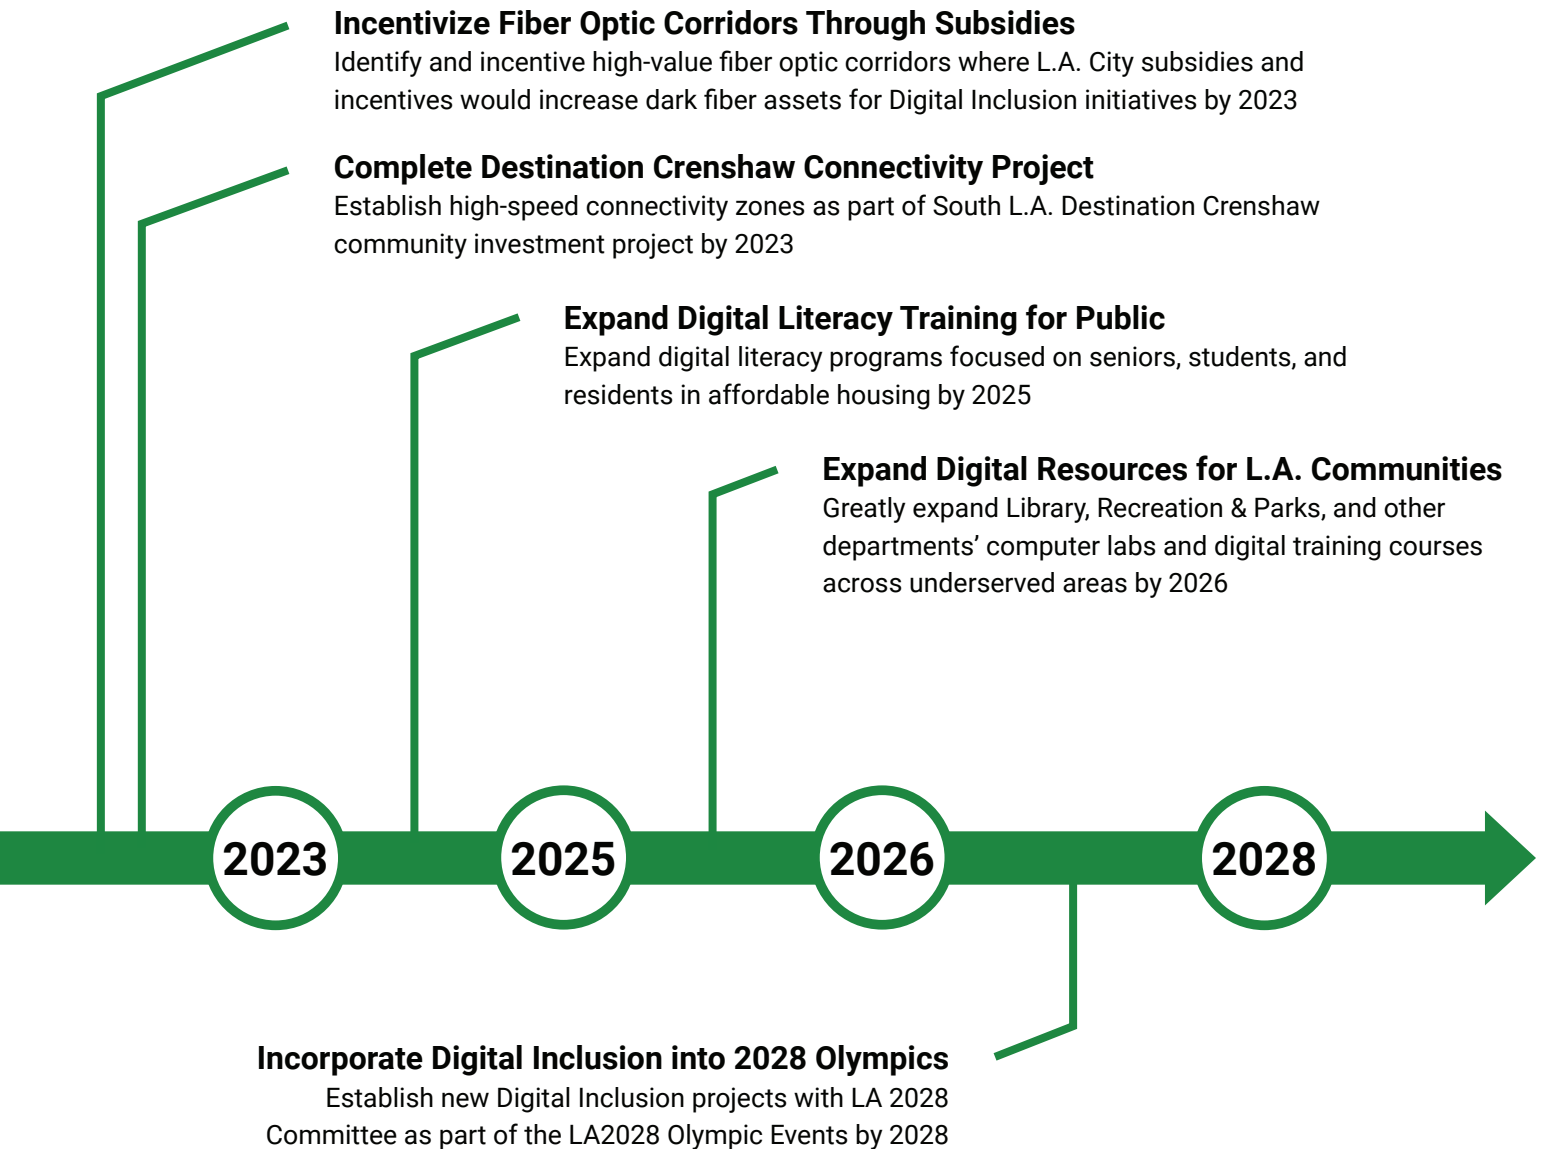 Incentivize Fiber Optic Corridors Through Subsidies
Identify and incentive high-value fiber optic corridors where L.A. City subsidies and
incentives would increase dark fiber assets for Digital Inclusion initiatives by 2023
Complete Destination Crenshaw Connectivity Project
Establish high-speed connectivity zones as part of South L.A. Destination Crenshaw
community investment project by 2023
Expand Digital Literacy Training for Public
Expand digital literacy programs focused on seniors, students, and
residents in affordable housing by 2025
Expand Digital Resources for L.A. Communities
Greatly expand Library, Recreation & Parks, and other
departments’ computer labs and digital training courses
across underserved areas by 2026
2023
2025
2026
2028
Incorporate Digital Inclusion into 2028 Olympics
Establish new Digital Inclusion projects with LA 2028
Committee as part of the LA2028 Olympic Events by 2028